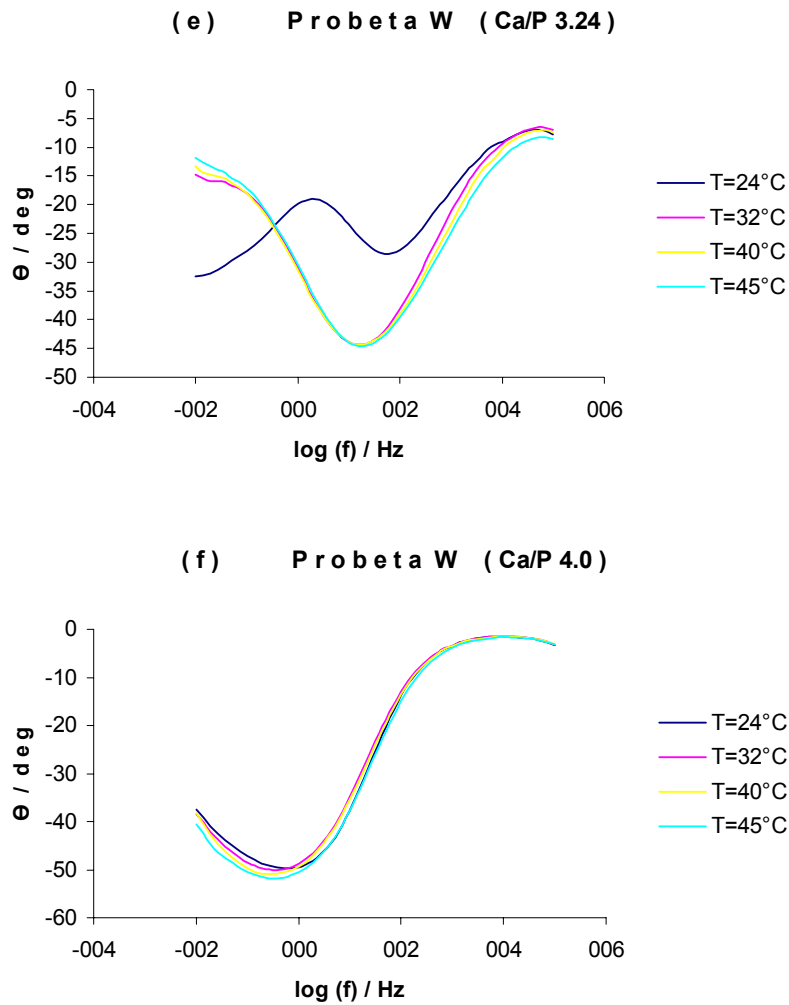 ( e ) P r o b e t a W ( Ca/P 3.24 )
0
-5
-10
-15
-20
-25
-30
-35
-40
-45
-50
Θ / d e g
-004 -002 000 002 004 006
log (f) / Hz
T=24°C
T=32°C
T=40°C
T=45°C
( f ) P r o b e t a W ( Ca/P 4.0 )
0
-10
-20
-30
-40
-50
-60
Θ / d e g
-004 -002 000 002 004 006
log (f) / Hz
T=24°C
T=32°C
T=40°C
T=45°C